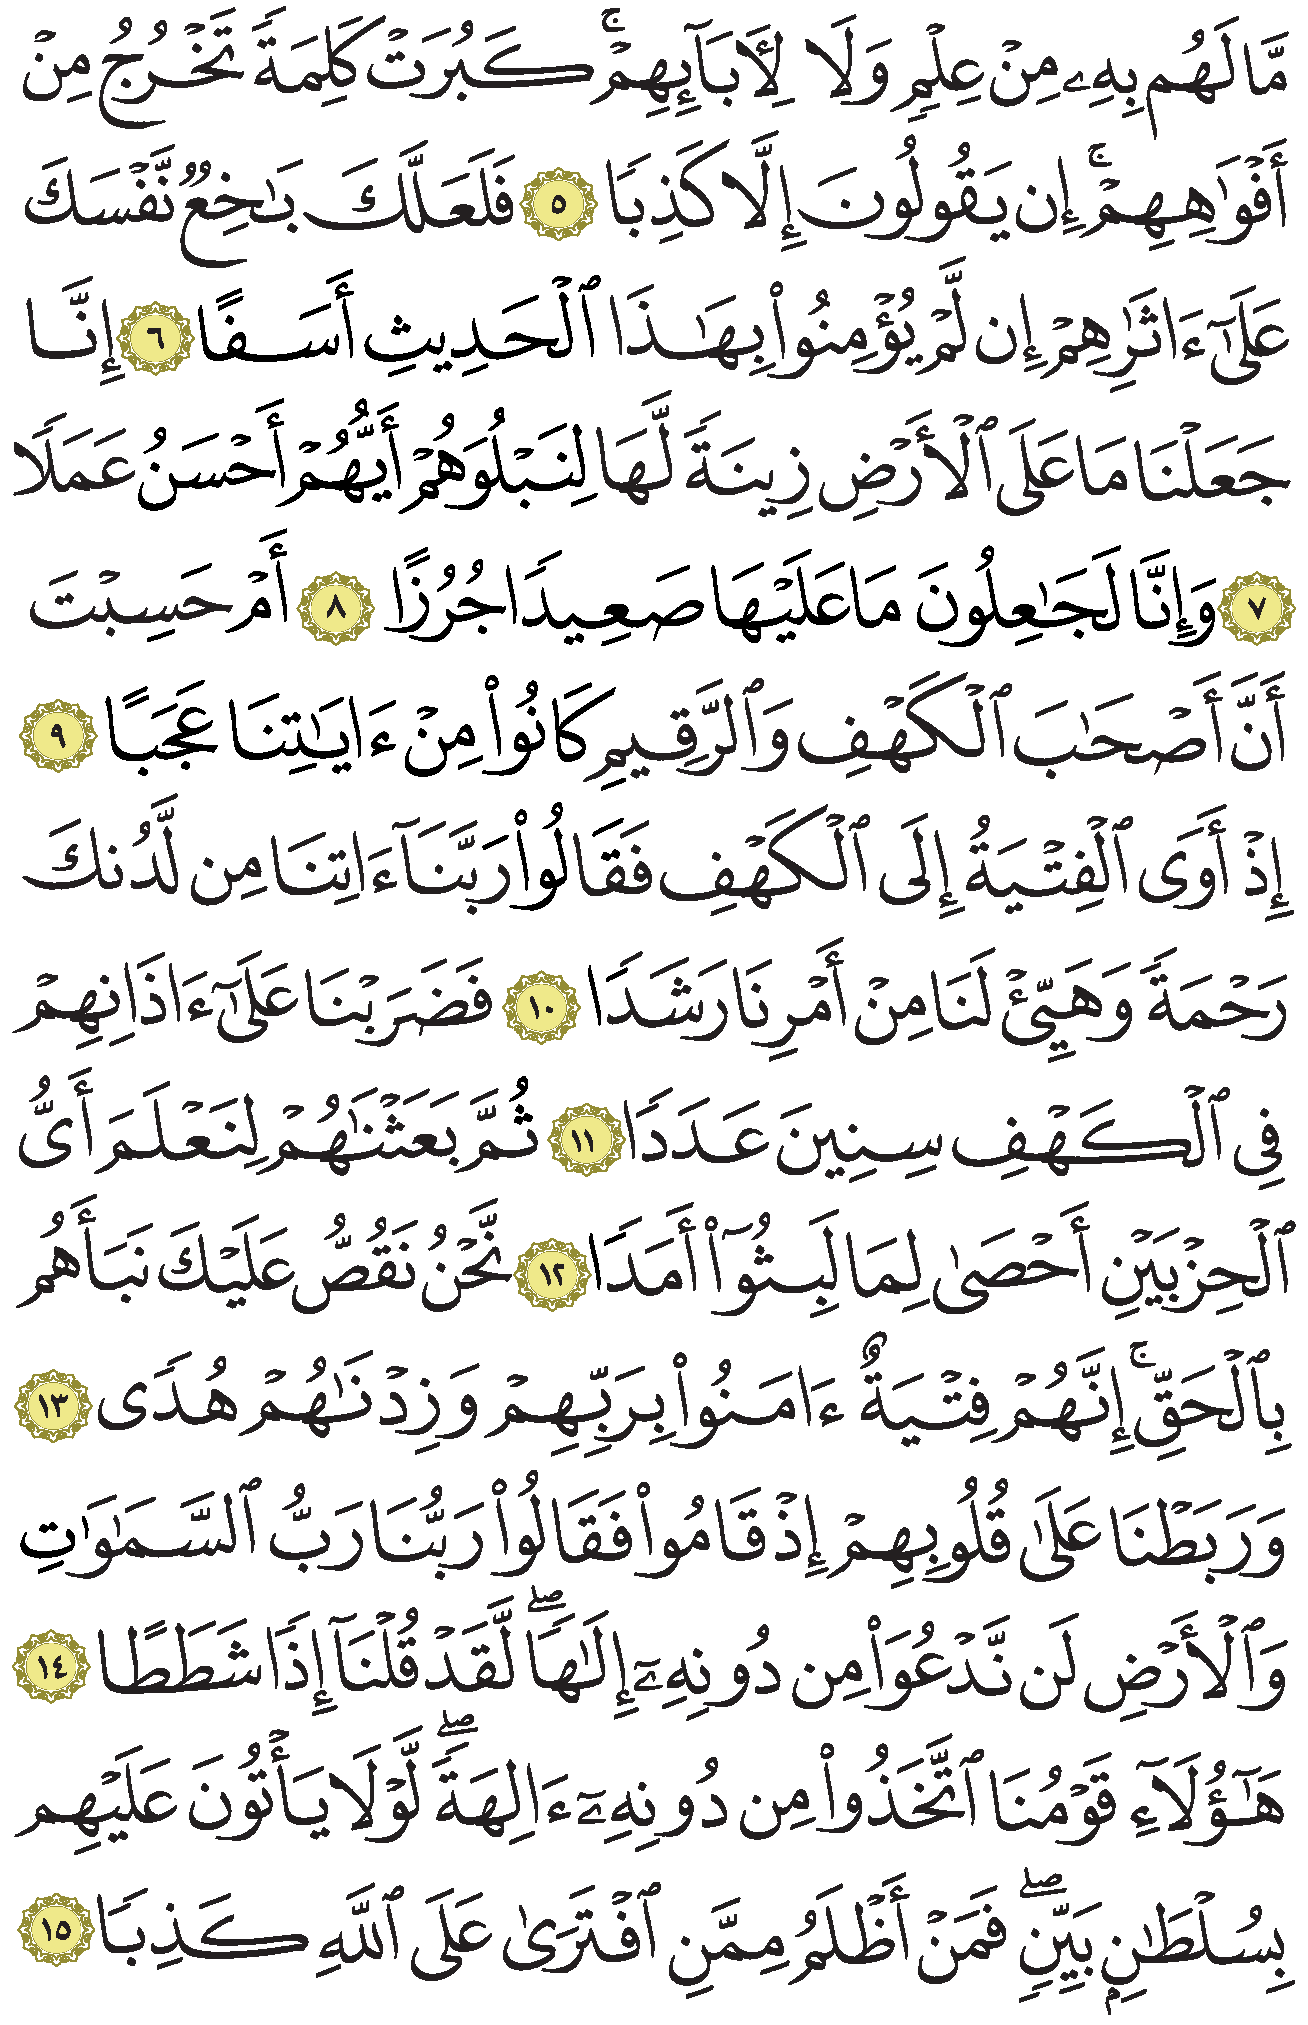 مَّا لَهُم بِهِۦ مِنْ عِلْمٍ وَلَا لِأَبَآئِهِمْ ۚ كَبُرَتْ كَلِمَةً تَخْرُجُ مِنْ
أَفْوَٰهِهِمْ ۚ إِن يَقُولُونَ إِلَّا كَذِبًا ٥ فَلَعَلَّكَ بَـٰخِعٌ نَّفْسَكَ
عَلَىٰٓ ءَاثَـٰرِهِمْ إِن لَّمْ يُؤْمِنُوا۟ بِهَـٰذَا ٱلْحَدِيثِ أَسَفًا ٦ إِنَّا
جَعَلْنَا مَا عَلَى ٱلْأَرْضِ زِينَةً لَّهَا لِنَبْلُوَهُمْ أَيُّهُمْ أَحْسَنُ عَمَلًا
٧ وَإِنَّا لَجَـٰعِلُونَ مَا عَلَيْهَا صَعِيدًا جُرُزًا ٨ أَمْ حَسِبْتَ
أَنَّ أَصْحَـٰبَ ٱلْكَهْفِ وَٱلرَّقِيمِ كَانُوا۟ مِنْ ءَايَـٰتِنَا عَجَبًا ٩
إِذْ أَوَى ٱلْفِتْيَةُ إِلَى ٱلْكَهْفِ فَقَالُوا۟ رَبَّنَآ ءَاتِنَا مِن لَّدُنكَ
رَحْمَةً وَهَيِّئْ لَنَا مِنْ أَمْرِنَا رَشَدًا ١٠ فَضَرَبْنَا عَلَىٰٓ ءَاذَانِهِمْ
فِى ٱلْكَهْفِ سِنِينَ عَدَدًا ١١ ثُمَّ بَعَثْنَـٰهُمْ لِنَعْلَمَ أَىُّ
ٱلْحِزْبَيْنِ أَحْصَىٰ لِمَا لَبِثُوٓا۟ أَمَدًا ١٢ نَّحْنُ نَقُصُّ عَلَيْكَ نَبَأَهُم
بِٱلْحَقِّ ۚ إِنَّهُمْ فِتْيَةٌ ءَامَنُوا۟ بِرَبِّهِمْ وَزِدْنَـٰهُمْ هُدًى ١٣
وَرَبَطْنَا عَلَىٰ قُلُوبِهِمْ إِذْ قَامُوا۟ فَقَالُوا۟ رَبُّنَا رَبُّ ٱلسَّمَـٰوَٰتِ
وَٱلْأَرْضِ لَن نَّدْعُوَا۟ مِن دُونِهِۦٓ إِلَـٰهًا ۖ لَّقَدْ قُلْنَآ إِذًا شَطَطًا ١٤
هَـٰٓؤُلَآءِ قَوْمُنَا ٱتَّخَذُوا۟ مِن دُونِهِۦٓ ءَالِهَةً ۖ لَّوْلَا يَأْتُونَ عَلَيْهِم
بِسُلْطَـٰنٍۭ بَيِّنٍ ۖ فَمَنْ أَظْلَمُ مِمَّنِ ٱفْتَرَىٰ عَلَى ٱللَّهِ كَذِبًا ١٥